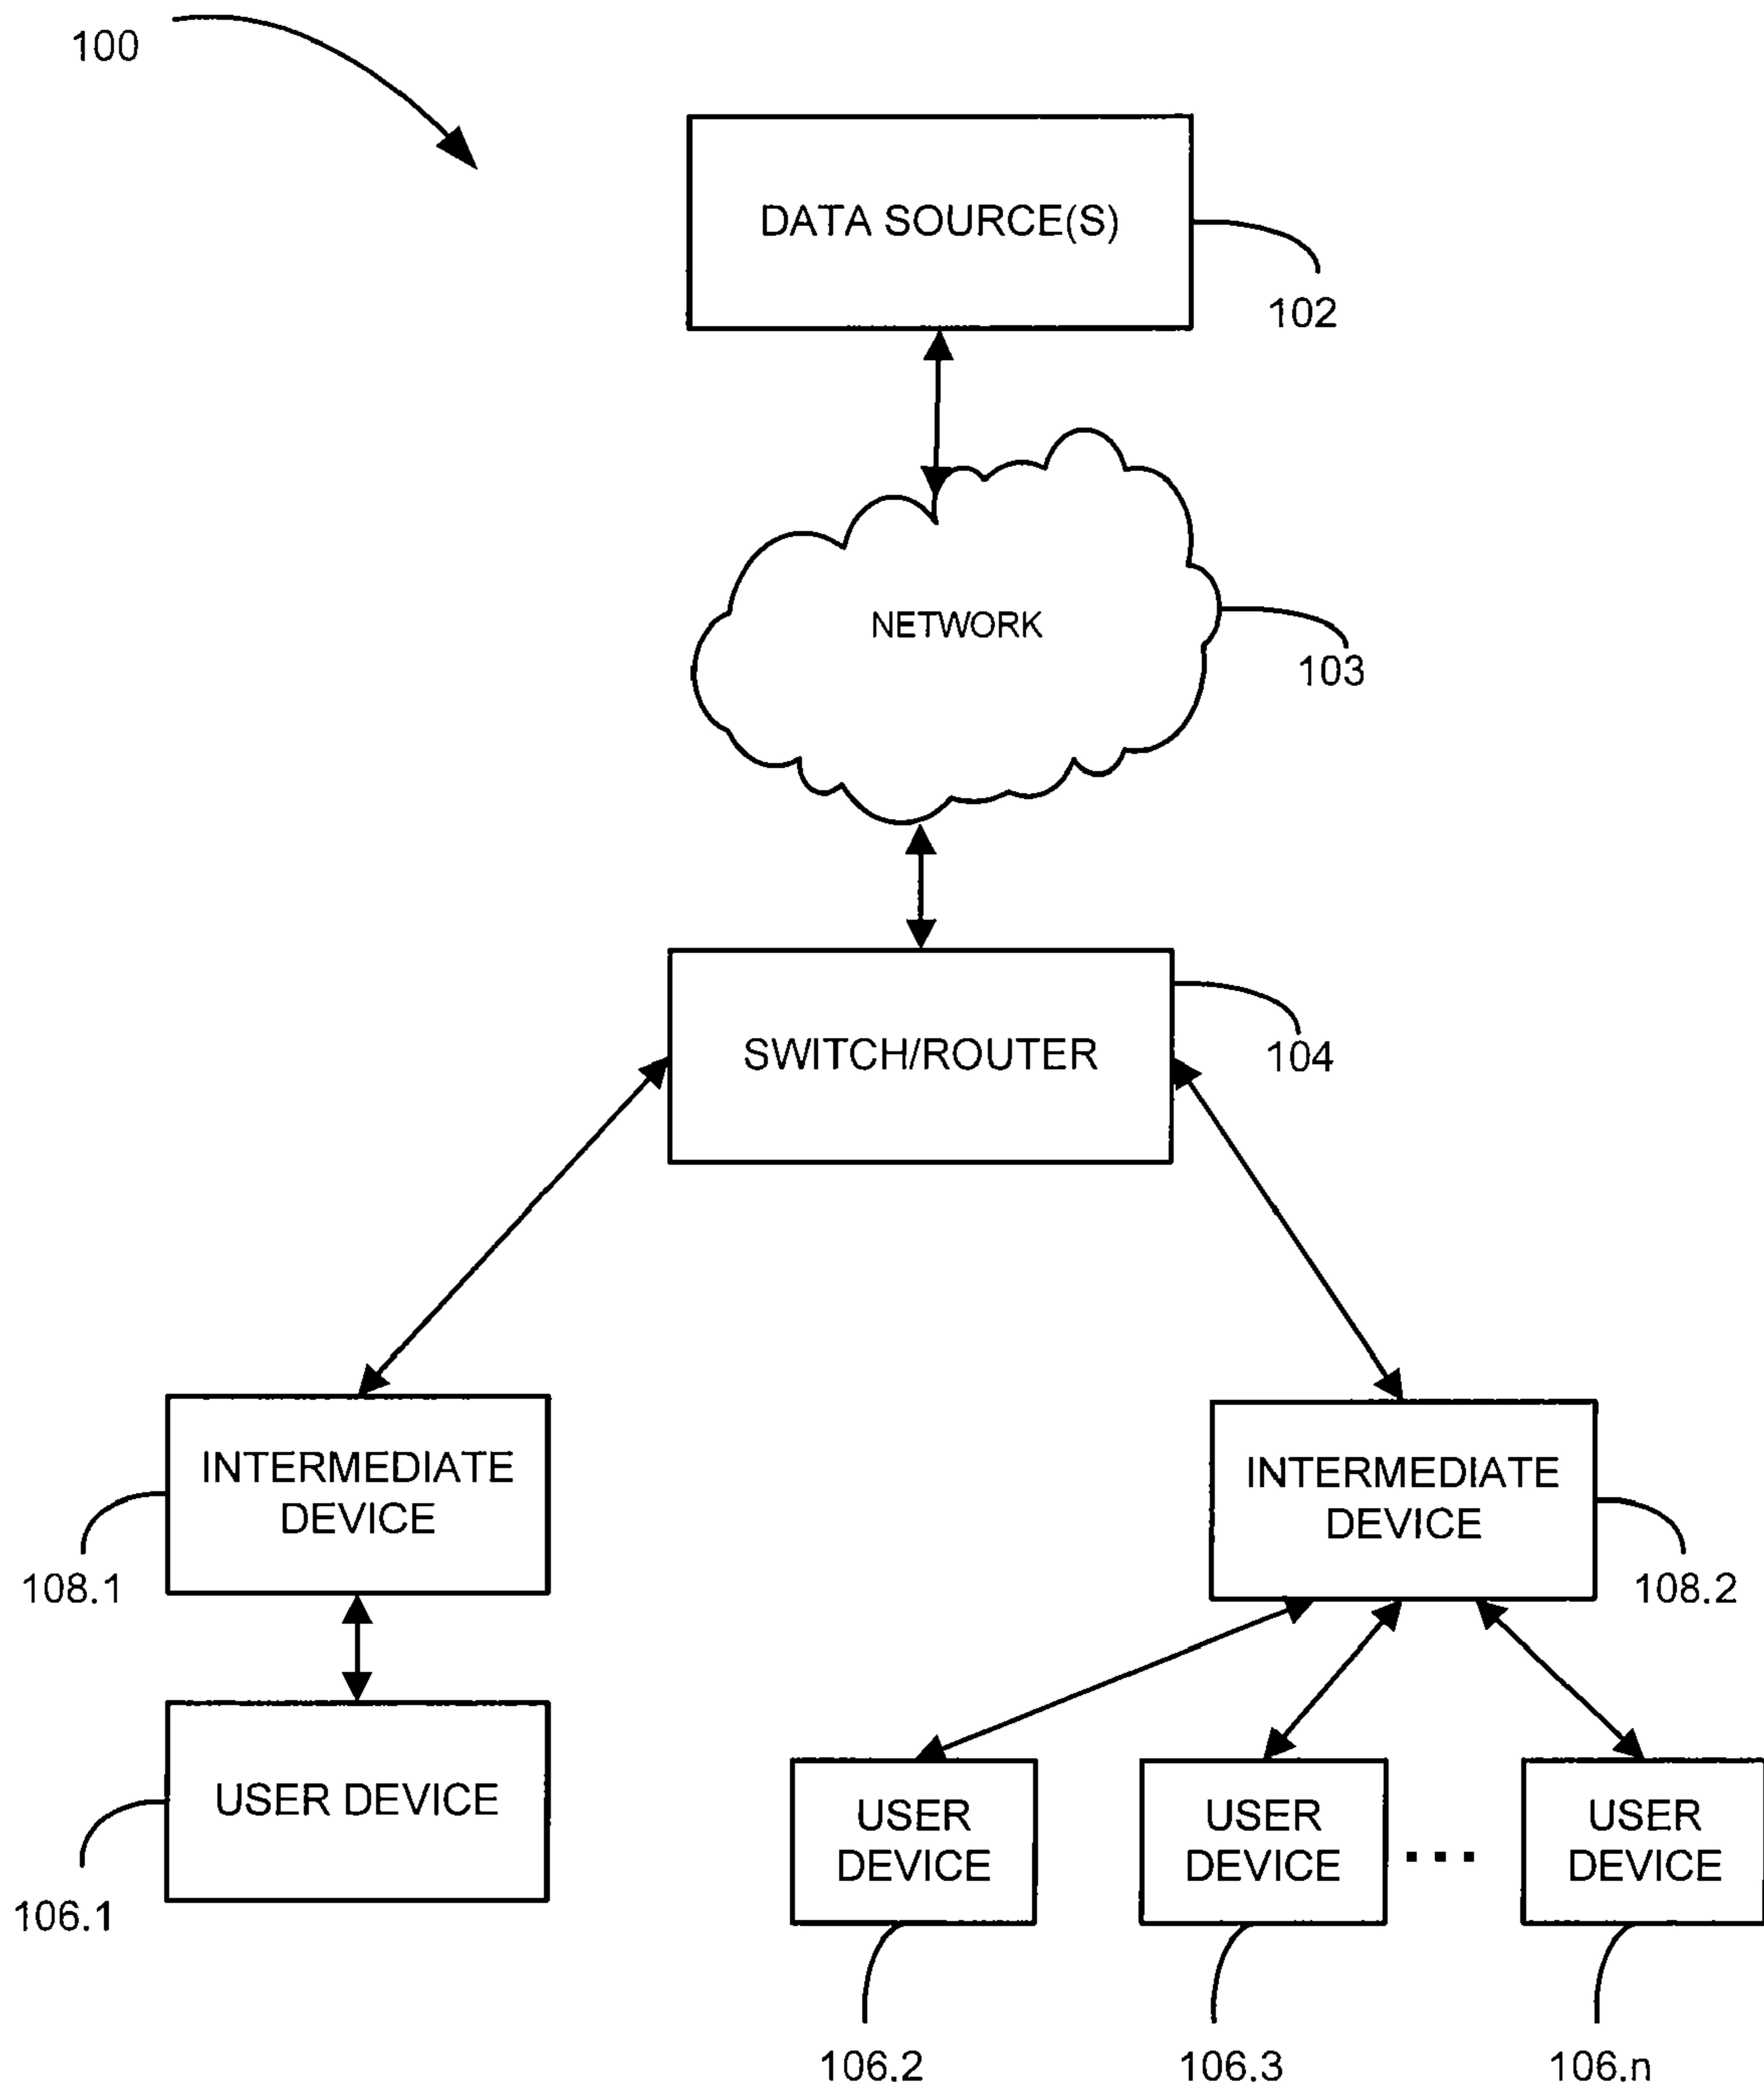 100
DATA SOURCE(S)
102
NETWORK
103
SWITCH/ROUTER
104
INTERMEDIATE
DEVICE
108.1
INTERMEDIATE
DEVICE
108.2
USER DEVICE
106.1
USER
DEVICE
106.2
USER
DEVICE
106.3
...
USER
DEVICE
106.n